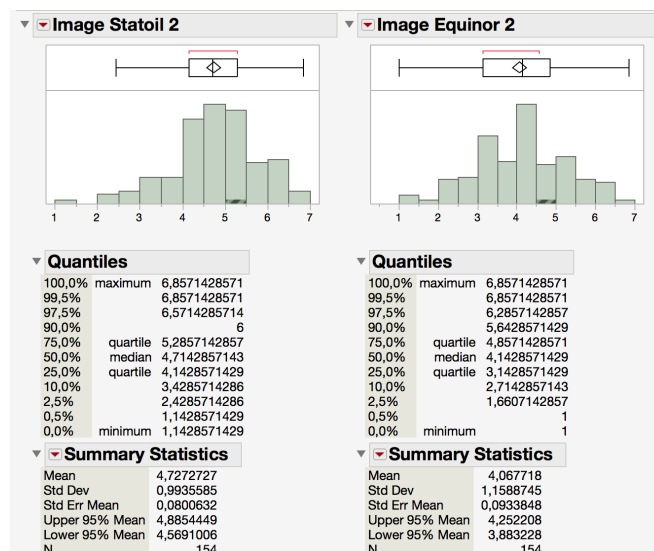 Image Statoil 2
1 2 3 4 5 6 7
Quantiles
100,0% maximum 6,8571428571
99,5% 6,8571428571
97,5% 6,5714285714
90,0% 6
75,0% quartile 5,2857142857
50,0% median 4,7142857143
25,0% quartile 4,1428571429
10,0% 3,4285714286
2,5% 2,4285714286
0,5% 1,1428571429
0,0% minimum 1,1428571429
Summary Statistics
Mean 4,7272727
Std Dev 0,9935585
Std Err Mean 0,0800632
Upper 95% Mean 4,8854449
Lower 95% Mean 4,5691006
N 154
Image Equinor 2
1 2 3 4 5 6 7
Quantiles
100,0% maximum 6,8571428571
99,5% 6,8571428571
97,5% 6,2857142857
90,0% 5,6428571429
75,0% quartile 4,8571428571
50,0% median 4,1428571429
25,0% quartile 3,1428571429
10,0% 2,7142857143
2,5% 1,6607142857
0,5% 1
0,0% minimum 1
Summary Statistics
Mean 4,067718
Std Dev 1,1588745
Std Err Mean 0,0933848
Upper 95% Mean 4,252208
Lower 95% Mean 3,883228
N 154